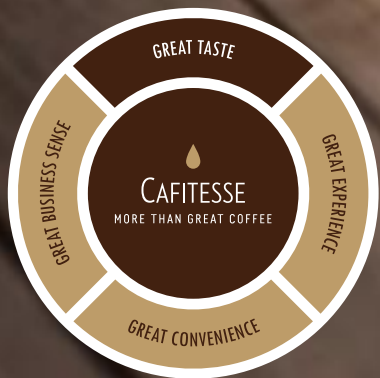 GREAT TASTE
GREAT BUSINESS SENSE
GREAT EXPERIENCE
CAFITESSE
MORE THAN GREAT COFFEE
GREAT CONVENIENCE